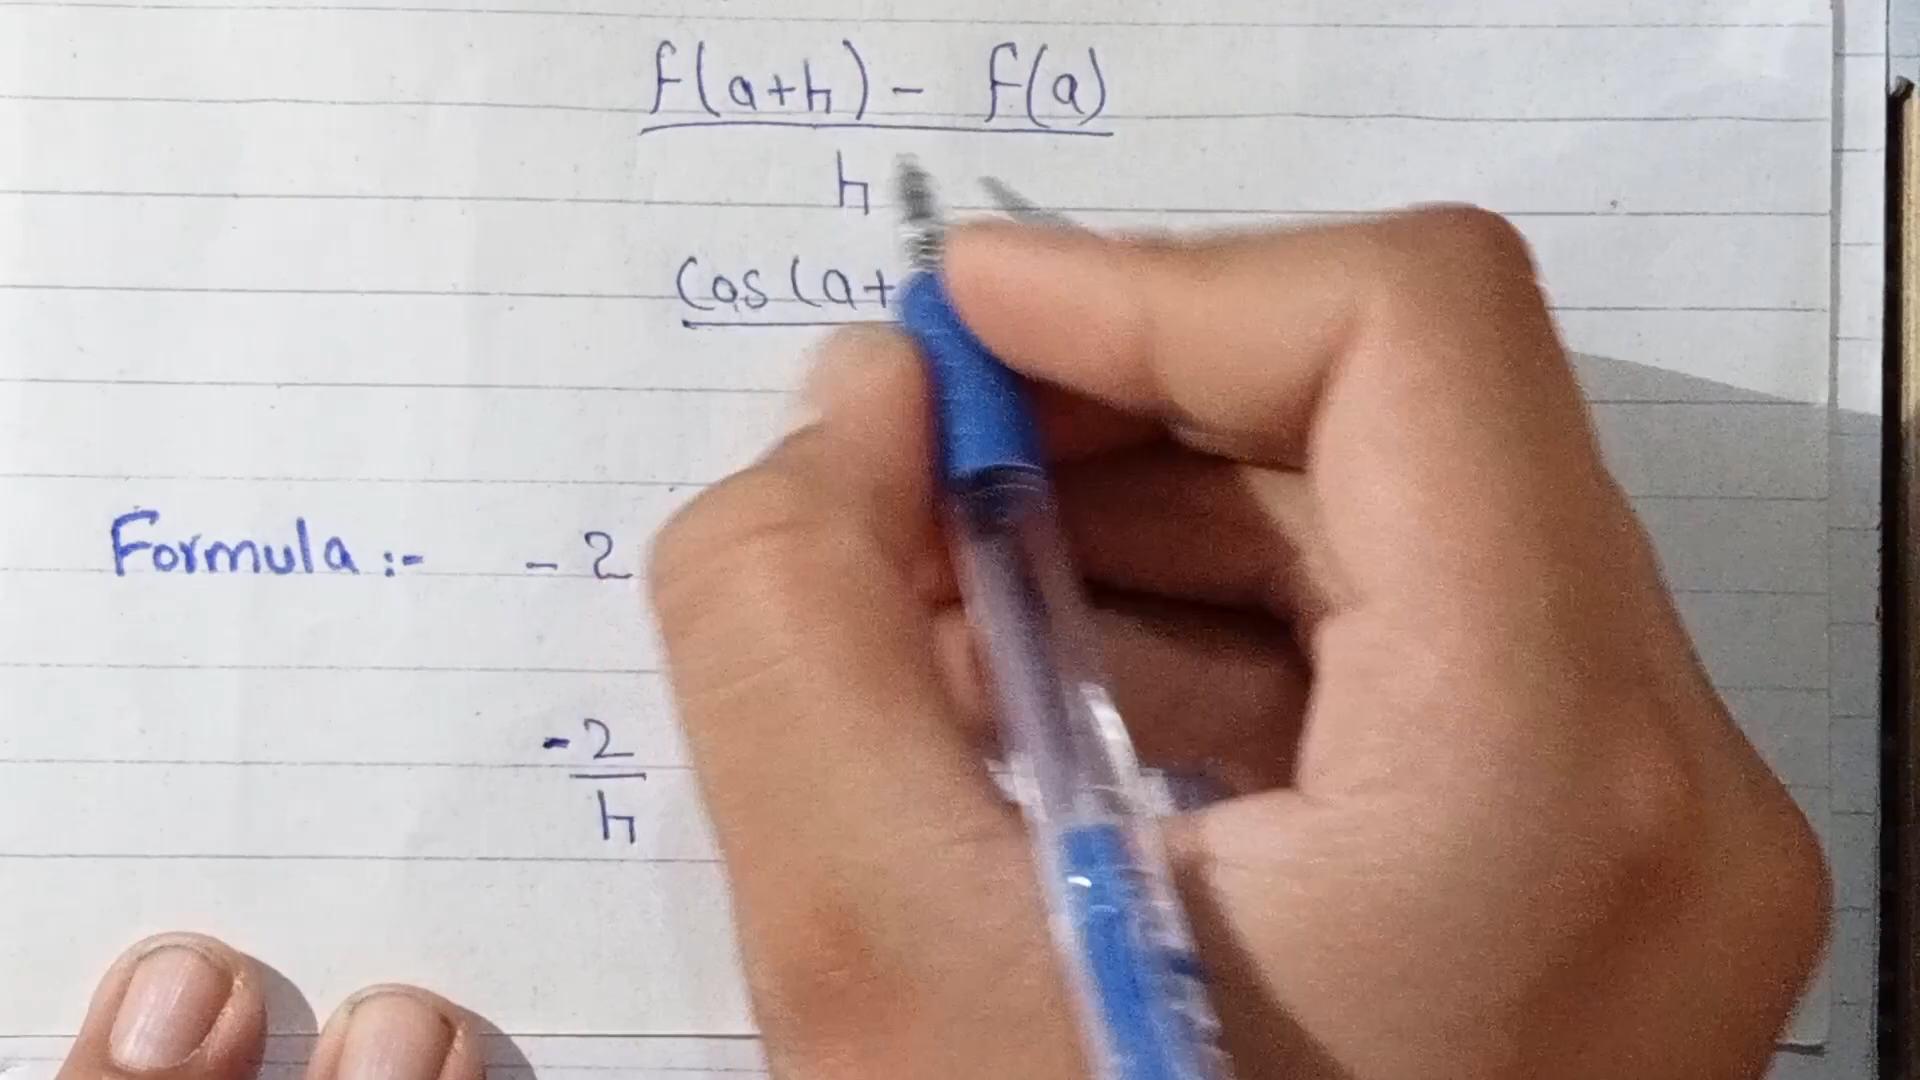 f(a+h) - f(a)
h
Cos (a+
Formula :- - 2
- 2
h